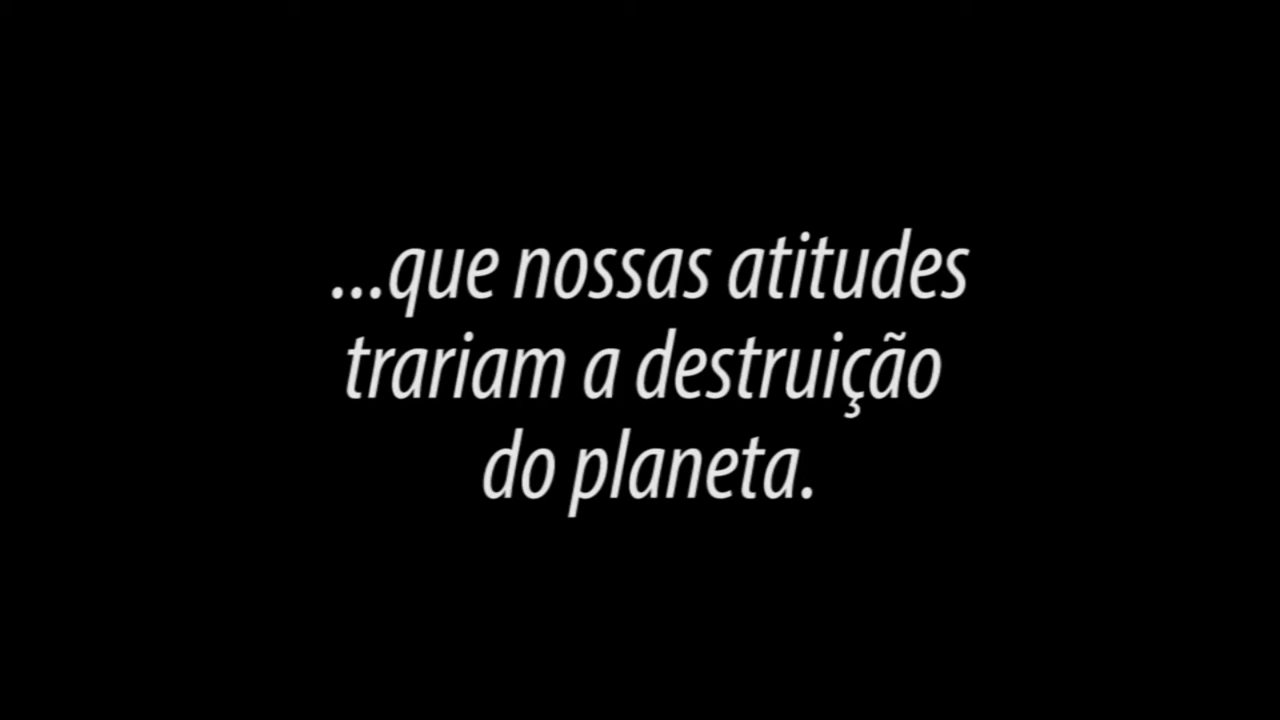 ...que nossas atitudes
trariam a destruição
do planeta.